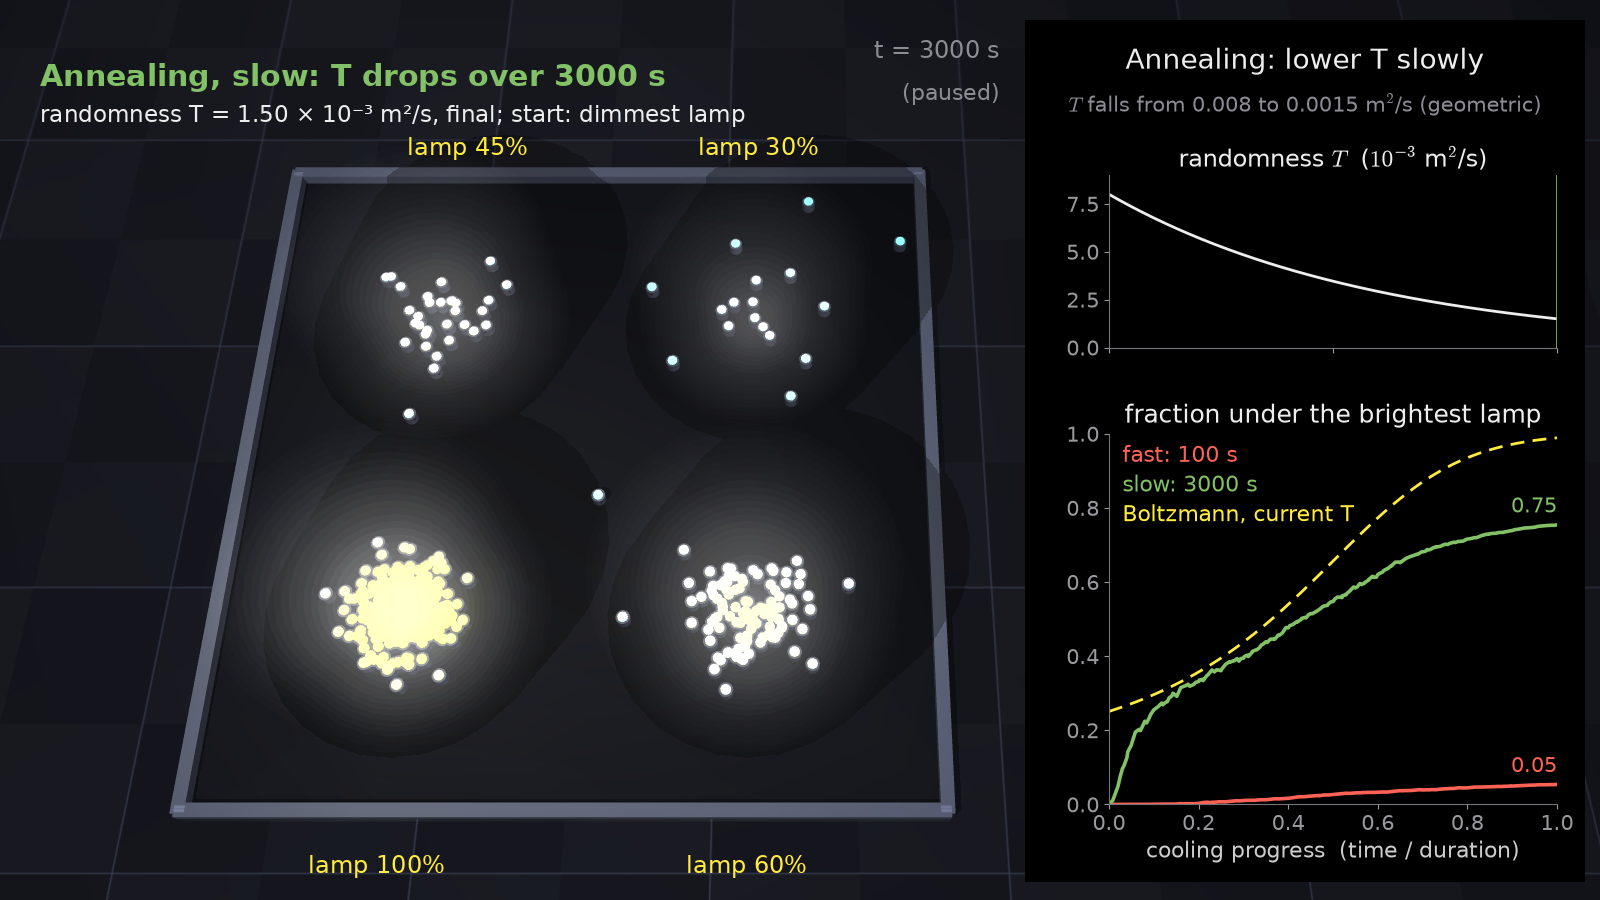 Annealing, slow: T drops over 3000 s
randomness T = 1.50 × 10⁻³ m²/s, final; start: dimmest lamp
t = 3000 s
(paused)
lamp 45%
lamp 30%
lamp 100%
lamp 60%
Annealing: lower T slowly
T falls from 0.008 to 0.0015 m²/s (geometric)
randomness T (10⁻³ m²/s)
7.5
5.0
2.5
0.0
fraction under the brightest lamp
1.0
fast: 100 s
slow: 3000 s
Boltzmann, current T
0.8
0.75
0.6
0.4
0.2
0.05
0.0
0.0 0.2 0.4 0.6 0.8 1.0
cooling progress (time / duration)